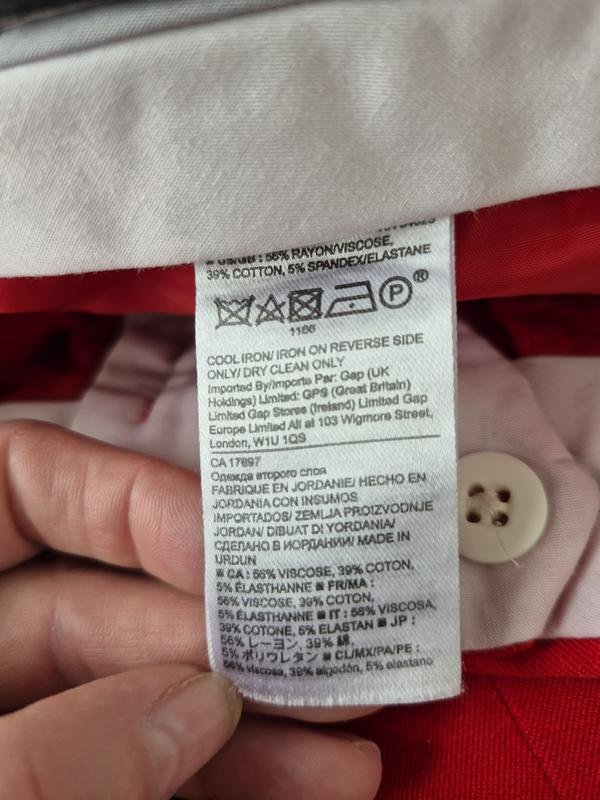 US/GB : 56% RAYON/VISCOSE,
39% COTTON, 5% SPANDEX/ELASTANE
P ®
1166
COOL IRON/ IRON ON REVERSE SIDE
ONLY/ DRY CLEAN ONLY
Imported By/Importe Par: Gap (UK
Holdings) Limited: GPS (Great Britain)
Limited Gap Stores (Ireland) Limited Gap
Europe Limited All at 103 Wigmore Street,
London, W1U 1QS
CA 17897
Одежда второго слоя
FABRIQUE EN JORDANIE/ HECHO EN
JORDANIA CON INSUMOS
IMPORTADOS/ ZEMLJA PROIZVODNJE
JORDAN/ DIBUAT DI YORDANIA/
СДЕЛАНО В ИОРДАНИИ/ MADE IN
URDUN
■ CA : 56% VISCOSE, 39% COTON,
5% ÉLASTHANNE ■ FR/MA :
56% VISCOSE, 39% COTON,
5% ÉLASTHANNE ■ IT : 56% VISCOSA,
39% COTONE, 5% ELASTAN ■ JP :
56% レーヨン, 39% 綿,
5% ポリウレタン ■ CL/MX/PA/PE :
56% viscosa, 39% algodón, 5% elastano